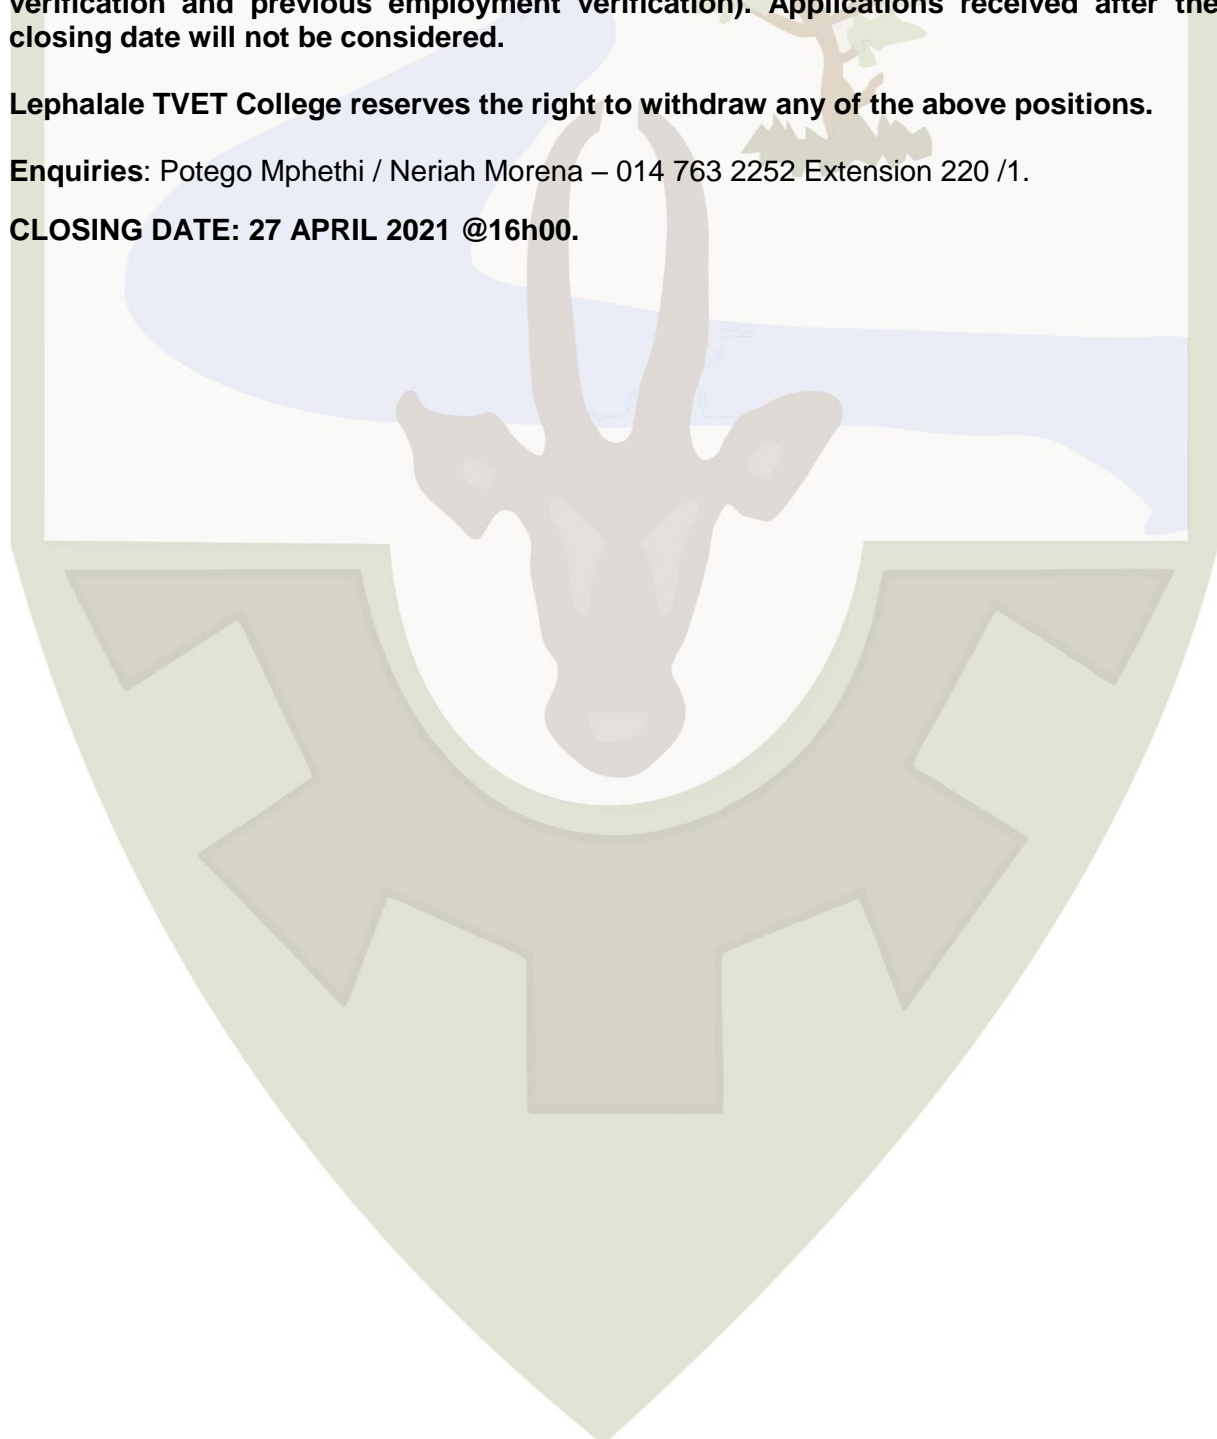 verification and previous employment verification). Applications received after the
closing date will not be considered.
Lephalale TVET College reserves the right to withdraw any of the above positions.
Enquiries: Potego Mphethi / Neriah Morena – 014 763 2252 Extension 220 /1.
CLOSING DATE: 27 APRIL 2021 @16h00.